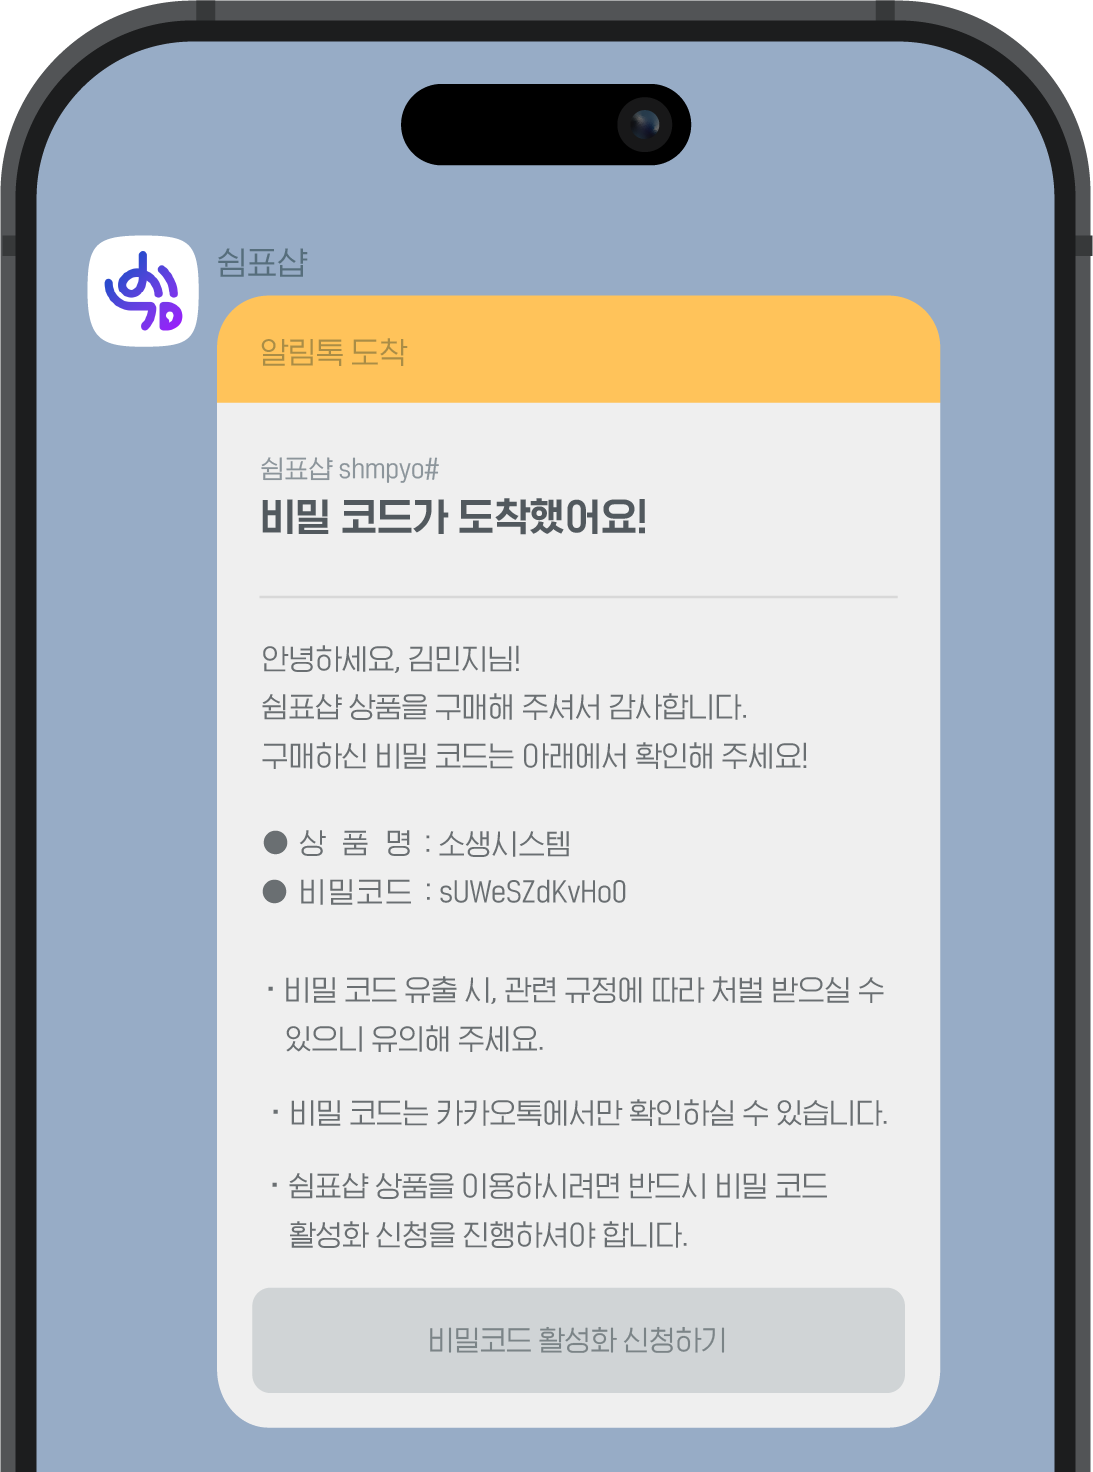 쉼표샵
알림톡 도착
쉼표샵 shmpyo#
비밀 코드가 도착했어요!
안녕하세요, 김민지님!
쉼표샵 상품을 구매해 주셔서 감사합니다.
구매하신 비밀 코드는 아래에서 확인해 주세요!
● 상 품 명 : 소생시스템
● 비밀코드 : sUWeSZdKvHo0
· 비밀 코드 유출 시, 관련 규정에 따라 처벌 받으실 수
있으니 유의해 주세요.
· 비밀 코드는 카카오톡에서만 확인하실 수 있습니다.
· 쉼표샵 상품을 이용하시려면 반드시 비밀 코드
활성화 신청을 진행하셔야 합니다.
비밀코드 활성화 신청하기